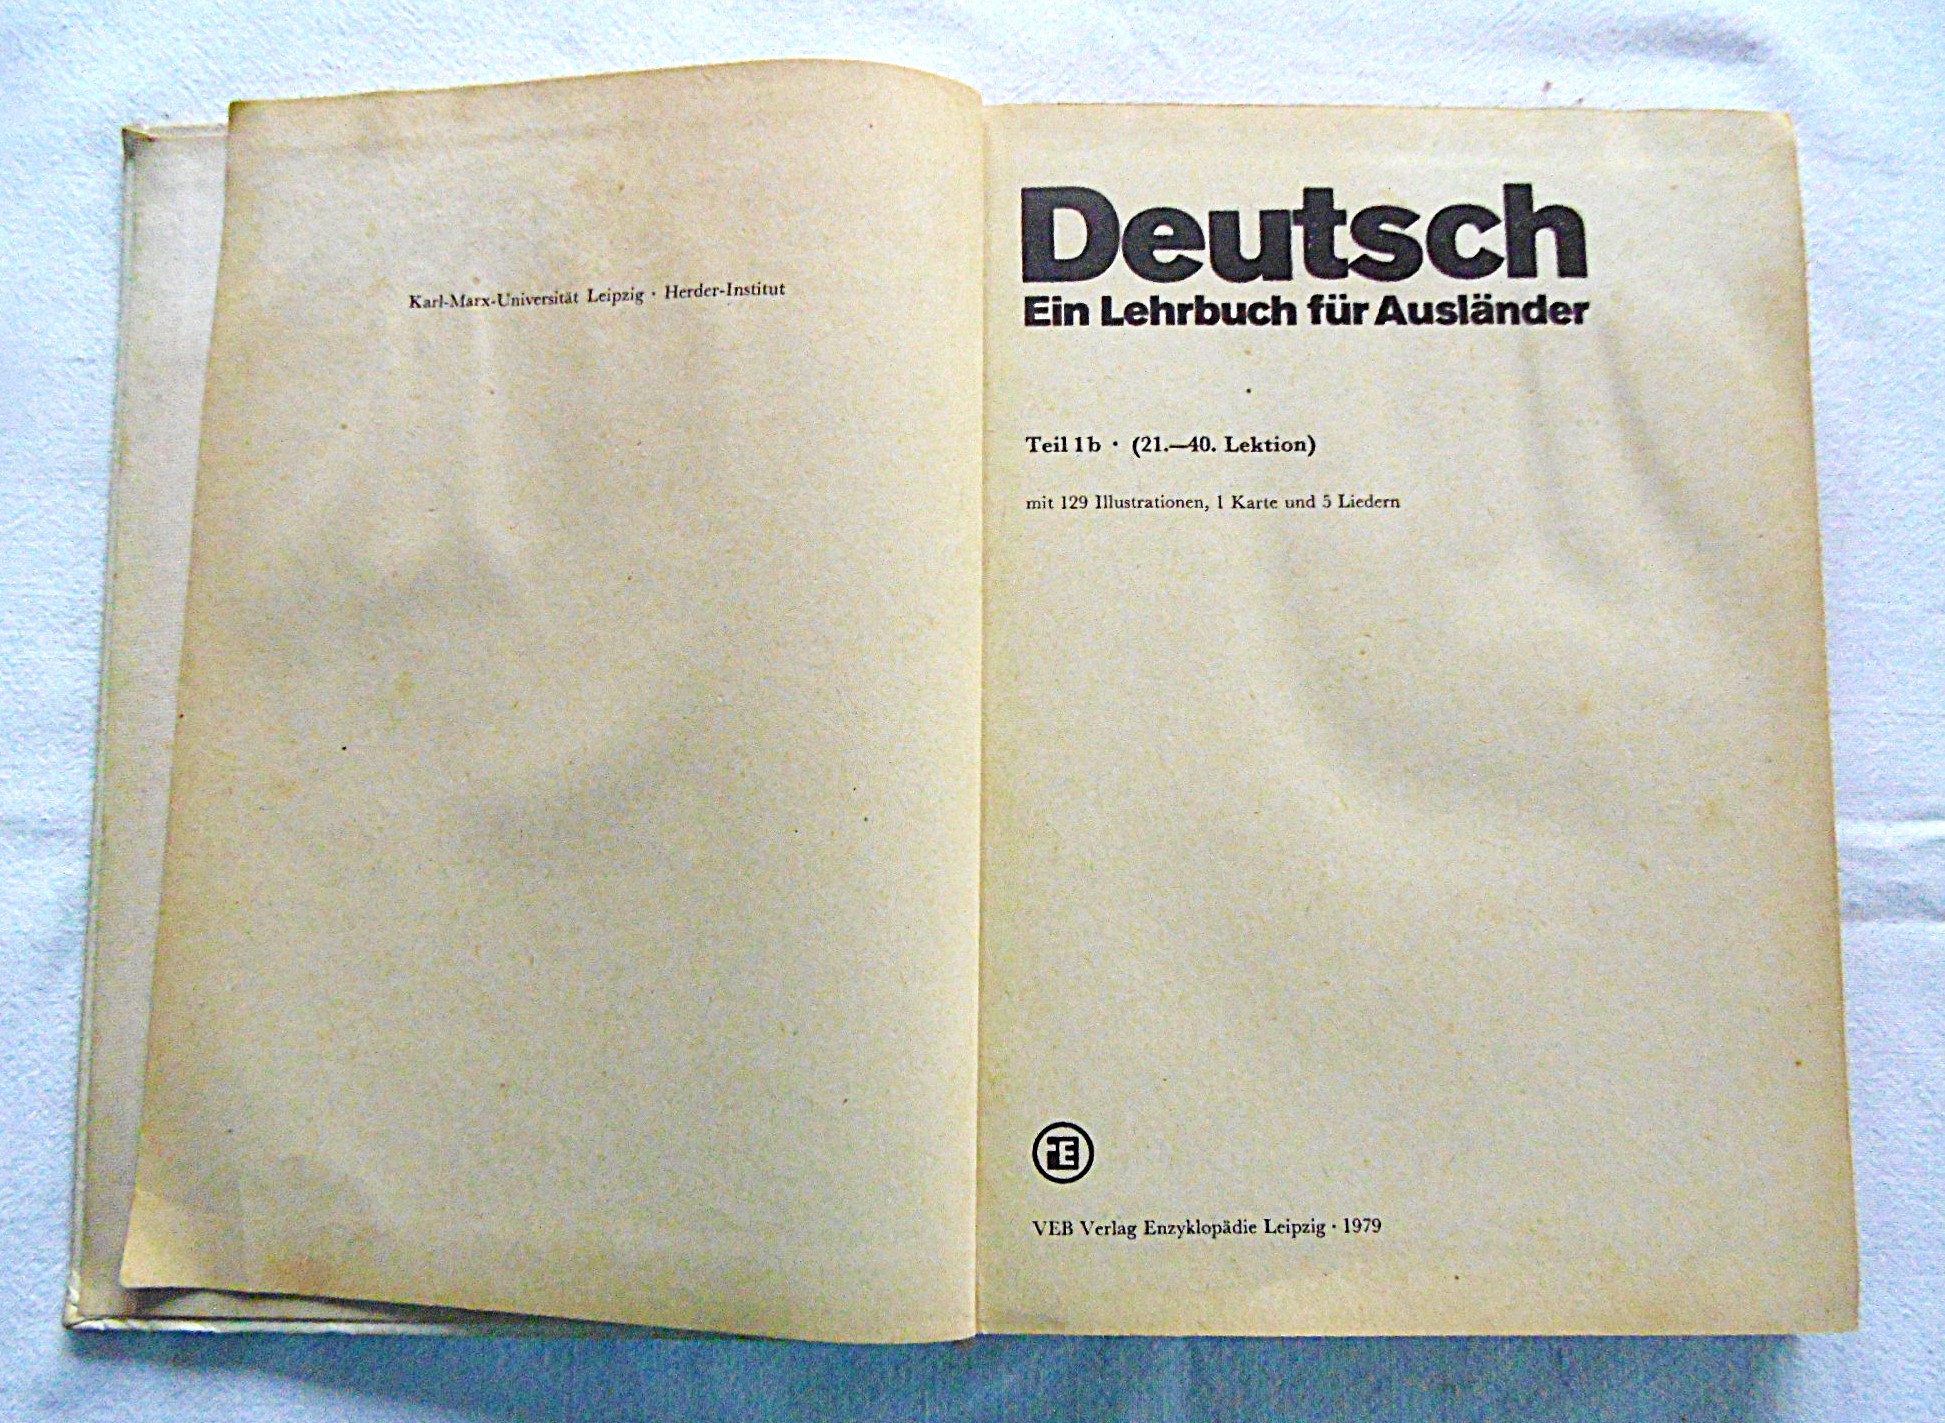 Karl-Marx-Universität Leipzig · Herder-Institut
Deutsch
Ein Lehrbuch für Ausländer
Teil 1b · (21.—40. Lektion)
mit 129 Illustrationen, 1 Karte und 5 Liedern
VEB Verlag Enzyklopädie Leipzig · 1979